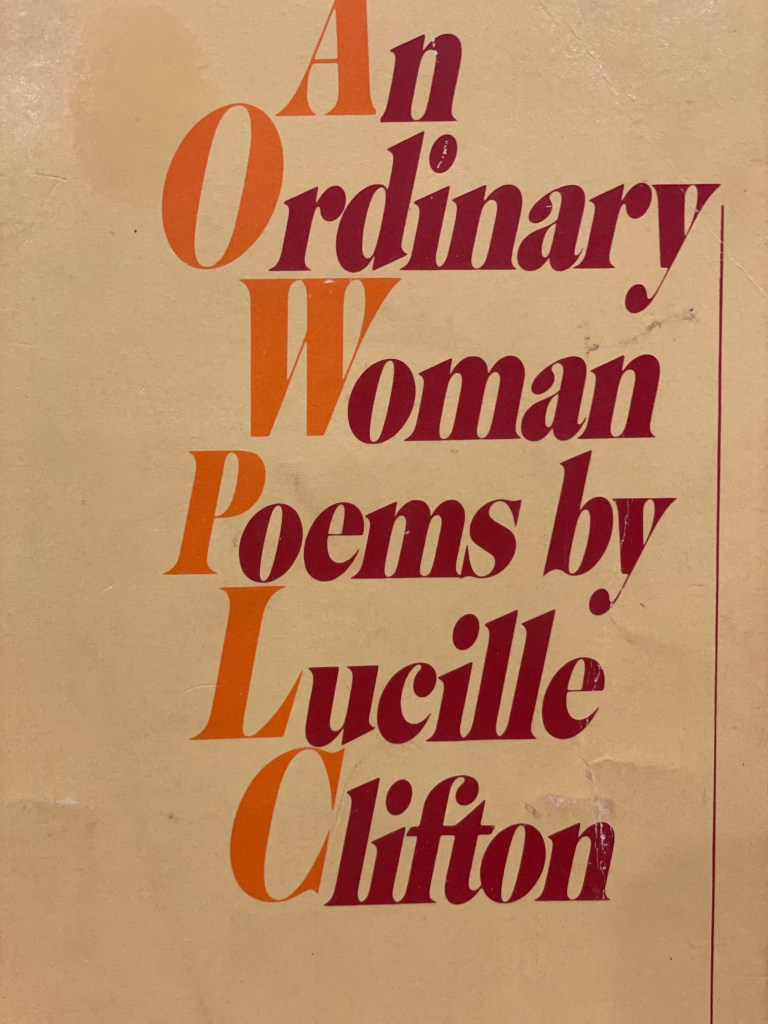 An
Ordinary
Woman
Poems by
Lucille
Clifton